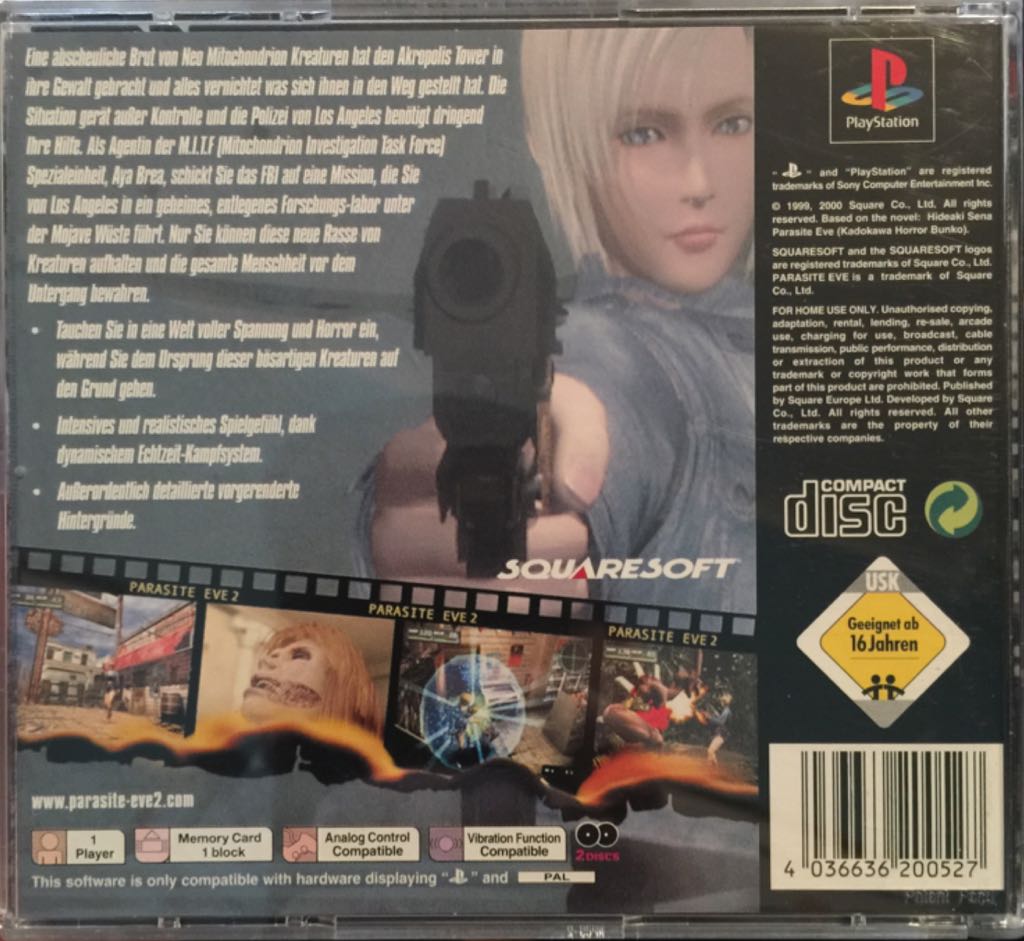 Eine abscheuliche Brut von Neo Mitochondrion Kreaturen hat den Akropolis Tower in
ihre Gewalt gebracht und alles vernichtet was sich ihnen in den Weg gestellt hat. Die
Situation gerät außer Kontrolle und die Polizei von Los Angeles benötigt dringend
Ihre Hilfe. Als Agentin der M.I.T.F (Mitochondrion Investigation Task Force)
Spezialeinheit, Aya Brea, schickt Sie das FBI auf eine Mission, die Sie
von Los Angeles in ein geheimes, entlegenes Forschungs-labor unter
der Mojave Wüste führt. Nur Sie können diese neue Rasse von
Kreaturen aufhalten und die gesamte Menschheit vor dem
Untergang bewahren.
• Tauchen Sie in eine Welt voller Spannung und Horror ein,
während Sie dem Ursprung dieser bösartigen Kreaturen auf
den Grund gehen.
• Intensives und realistisches Spielgefühl, dank
dynamischem Echtzeit-Kampfsystem.
• Außerordentlich detaillierte vorgerenderte
Hintergründe.
SQUARESOFT
PARASITE EVE 2
PARASITE EVE 2
PARASITE EVE 2
www.parasite-eve2.com
1
Player
Memory Card
1 block
Analog Control
Compatible
Vibration Function
Compatible
2 DISCS
This software is only compatible with hardware displaying " " and PAL
PlayStation
" " and "PlayStation" are registered
trademarks of Sony Computer Entertainment Inc.
© 1999, 2000 Square Co., Ltd. All rights
reserved. Based on the novel: Hideaki Sena
Parasite Eve (Kadokawa Horror Bunko).
SQUARESOFT and the SQUARESOFT logos
are registered trademarks of Square Co., Ltd.
PARASITE EVE is a trademark of Square
Co., Ltd.
FOR HOME USE ONLY. Unauthorised copying,
adaptation, rental, lending, re-sale, arcade
use, charging for use, broadcast, cable
transmission, public performance, distribution
or extraction of this product or any
trademark or copyright work that forms
part of this product are prohibited. Published
by Square Europe Ltd. Developed by Square
Co., Ltd. All rights reserved. All other
trademarks are the property of their
respective companies.
COMPACT
disc
USK
Geeignet ab
16 Jahren
4 036636 200527